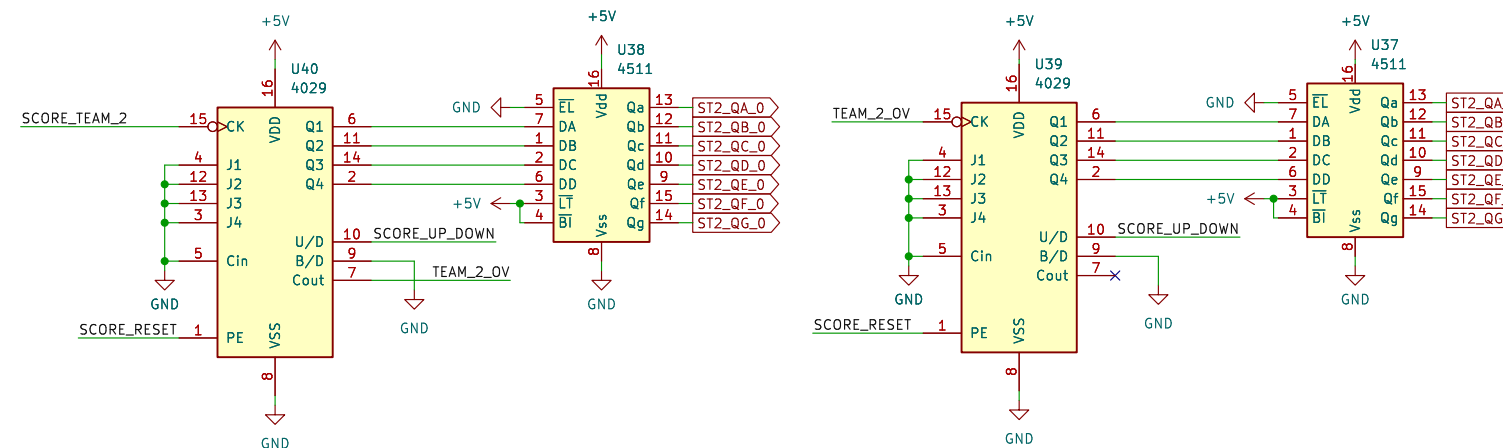 +5V
U40
4029
16
VDD
SCORE_TEAM_2
15
CK
4
J1
12
J2
13
J3
3
J4
5
Cin
SCORE_RESET
1
PE
VSS
8
GND
GND
Q1
6
Q2
11
Q3
14
Q4
2
U/D
10
SCORE_UP_DOWN
B/D
9
Cout
7
TEAM_2_OV
GND
+5V
U38
4511
16
Vdd
GND
5
EL
7
DA
1
DB
2
DC
6
DD
+5V
3
LT
4
BI
Vss
8
GND
Qa
13
ST2_QA_0
Qb
12
ST2_QB_0
Qc
11
ST2_QC_0
Qd
10
ST2_QD_0
Qe
9
ST2_QE_0
Qf
15
ST2_QF_0
Qg
14
ST2_QG_0
+5V
U39
4029
16
VDD
TEAM_2_OV
15
CK
4
J1
12
J2
13
J3
3
J4
5
Cin
GND
SCORE_RESET
1
PE
VSS
8
GND
Q1
6
Q2
11
Q3
14
Q4
2
U/D
10
SCORE_UP_DOWN
B/D
9
Cout
7
GND
+5V
U37
4511
16
Vdd
GND
5
EL
7
DA
1
DB
2
DC
6
DD
+5V
3
LT
4
BI
Vss
8
GND
Qa
13
ST2_QA_
Qb
12
ST2_QB
Qc
11
ST2_QC
Qd
10
ST2_QD
Qe
9
ST2_QE_
Qf
15
ST2_QF_
Qg
14
ST2_QG